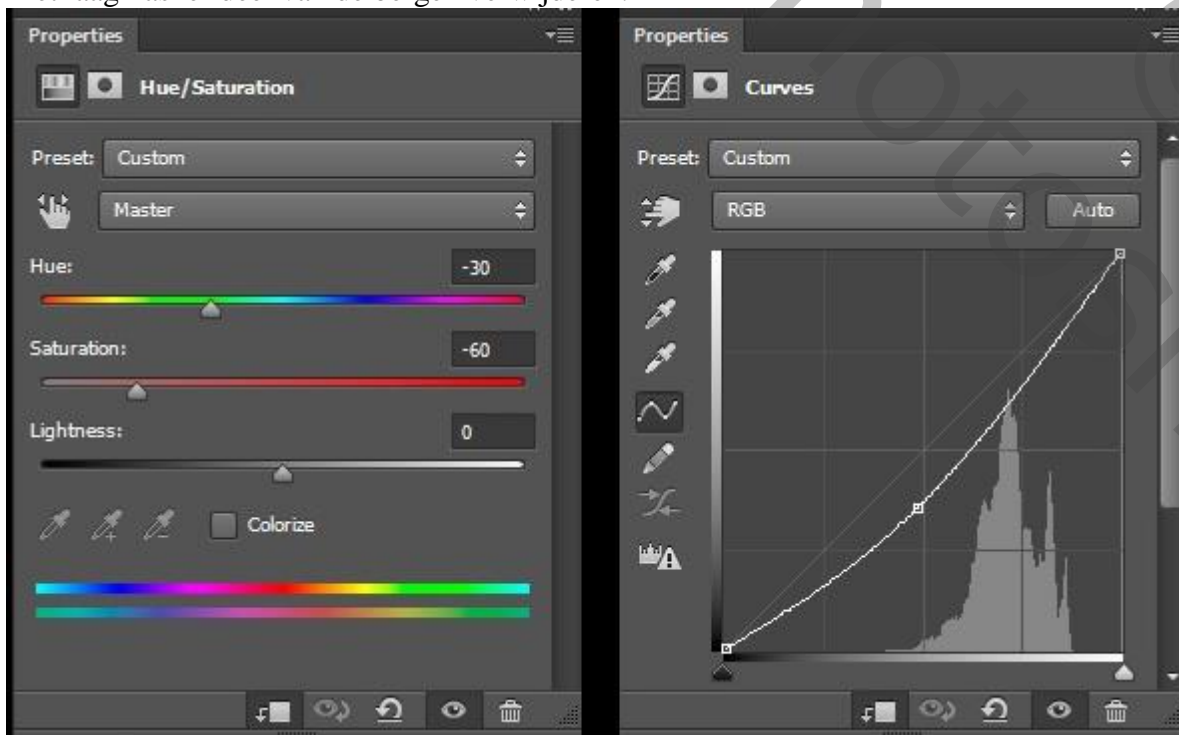 Properties
Hue/Saturation
Preset: Custom
Master
Hue: -30
Saturation: -60
Lightness: 0
Colorize
Properties
Curves
Preset: Custom
RGB Auto